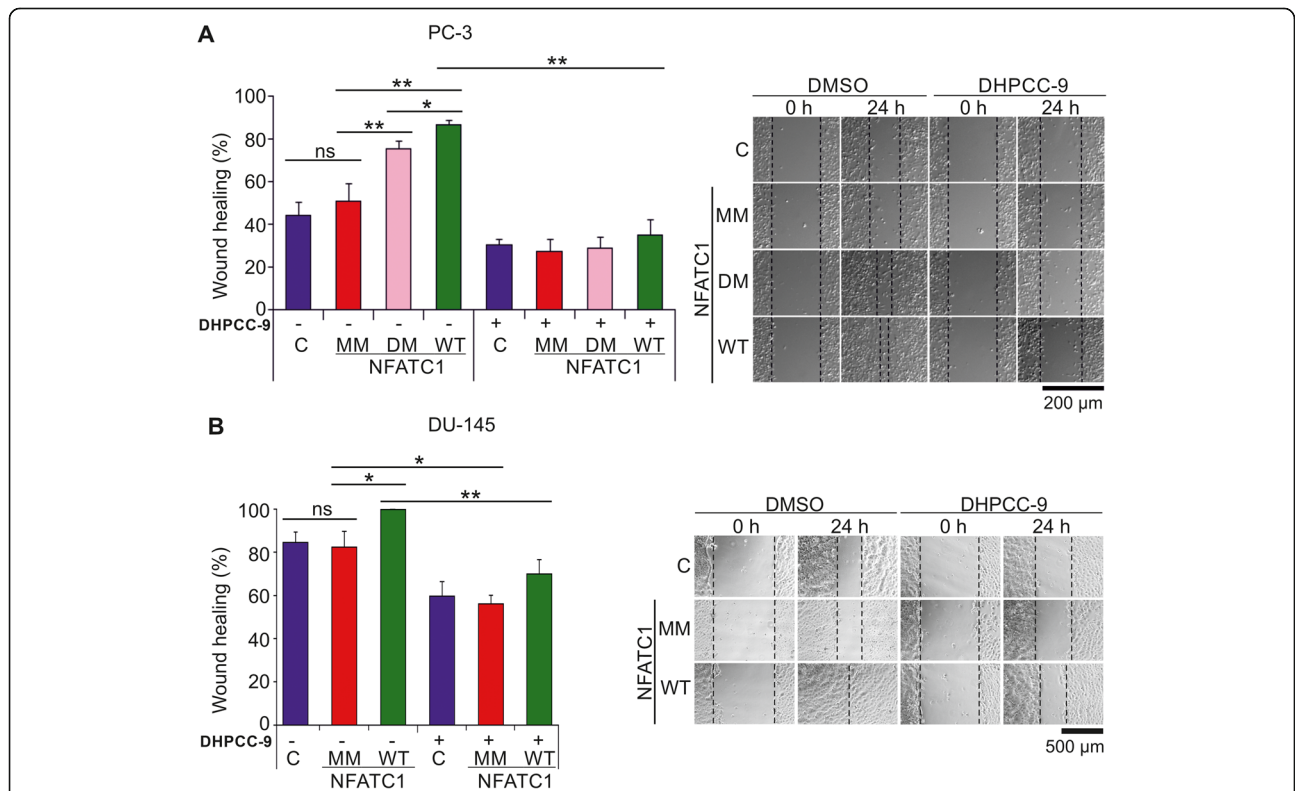 A
PC-3
**
**
*
**
ns
100
80
60
40
20
0
Wound healing (%)
DHPCC-9 - - - - + + + +
C MM DM WT C MM DM WT
NFATC1 NFATC1
DMSO DHPCC-9
0 h 24 h 0 h 24 h
C
MM
DM
WT
NFATC1
200 µm
B
DU-145
*
*
**
ns
100
80
60
40
20
0
Wound healing (%)
DHPCC-9 - - - + + +
C MM WT C MM WT
NFATC1 NFATC1
DMSO DHPCC-9
0 h 24 h 0 h 24 h
C
MM
WT
NFATC1
500 µm